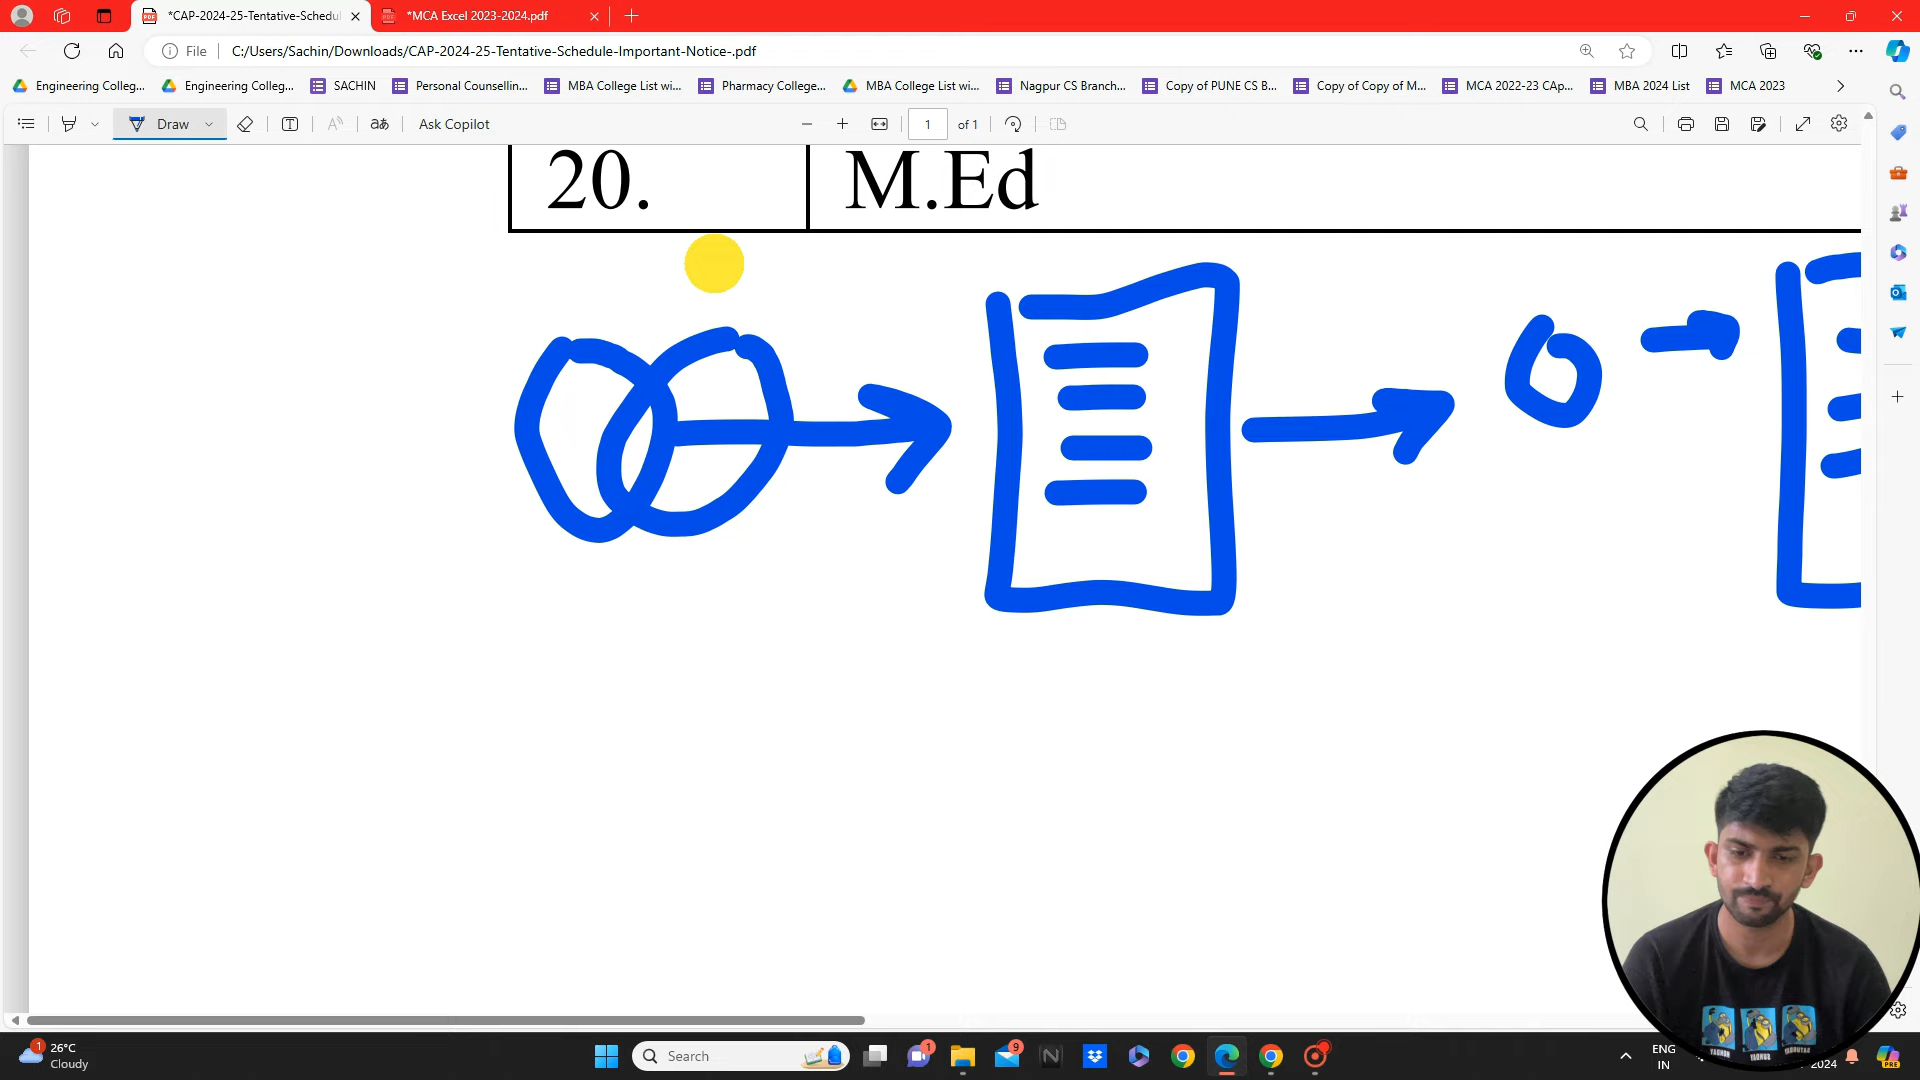 *CAP-2024-25-Tentative-Schedul
*MCA Excel 2023-2024.pdf
File
C:/Users/Sachin/Downloads/CAP-2024-25-Tentative-Schedule-Important-Notice-.pdf
Engineering Colleg...
Engineering Colleg...
SACHIN
Personal Counsellin...
MBA College List wi...
Pharmacy College...
MBA College List wi...
Nagpur CS Branch...
Copy of PUNE CS B...
Copy of Copy of M...
MCA 2022-23 CAp...
MBA 2024 List
MCA 2023
Draw
Ask Copilot
1
of 1
20.
M.Ed
26°C
Cloudy
Search
ENG
IN